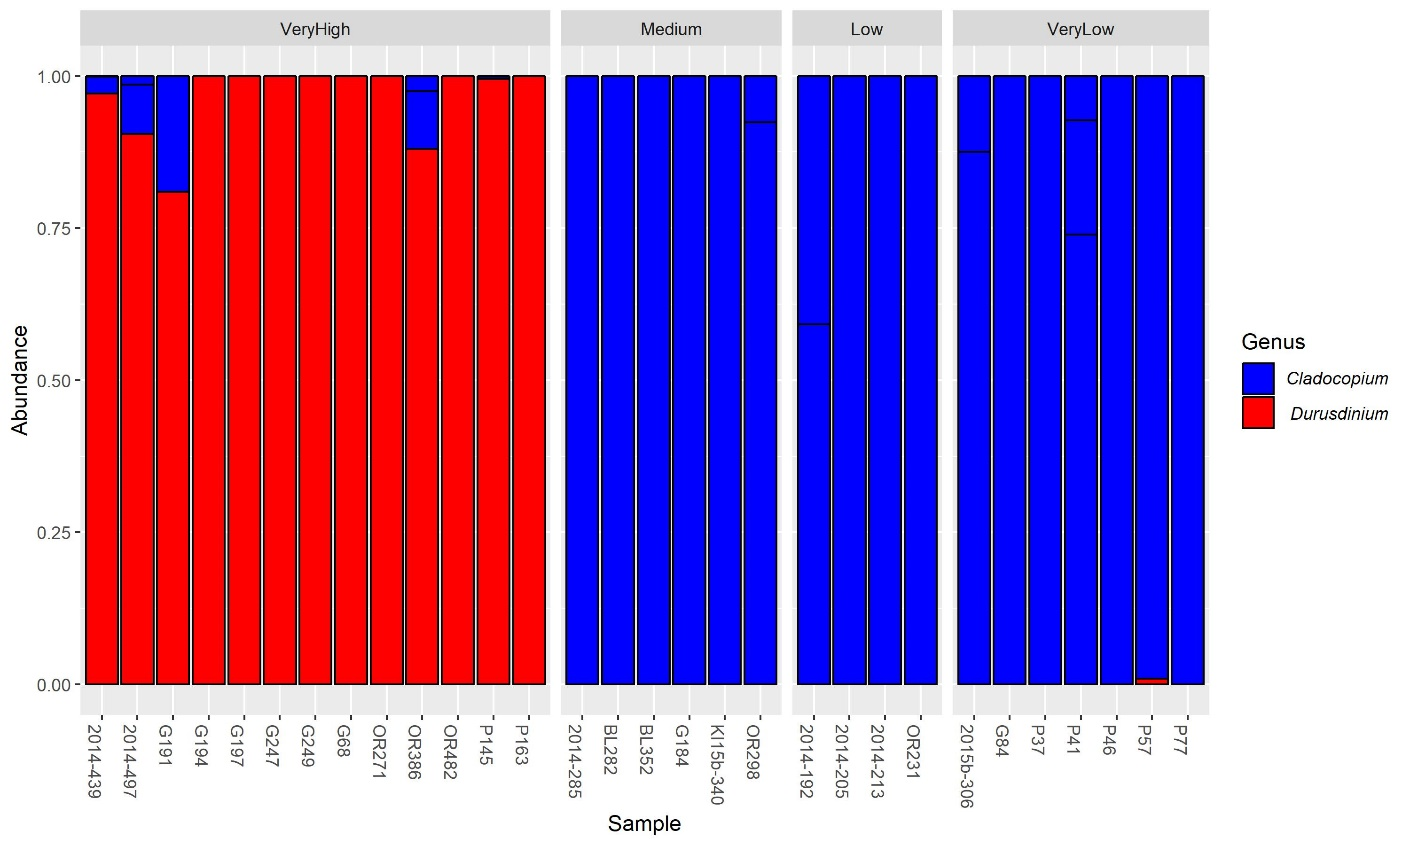 VeryHigh Medium Low VeryLow
1.00
0.75
0.50
0.25
0.00
Abundance
2014-439 2014-497 G191 G194 G197 G247 G249 G68 OR271 OR386 OR482 P145 P163 2014-285 BL282 BL352 G184 KI15b-340 OR298 2014-192 2014-205 2014-213 OR231 2015b-306 G84 P37 P41 P46 P57 P77
Sample
Genus
Cladocopium
Durusdinium